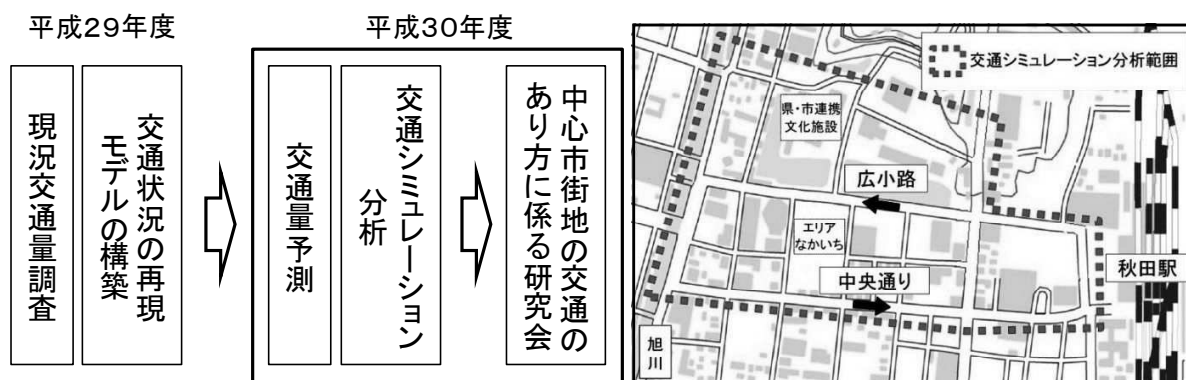 平成29年度
現況交通量調査
交通状況の再現
モデルの構築
平成30年度
交通量予測
交通シミュレーション
分析
中心市街地の交通の
あり方に係る研究会
交通シミュレーション分析範囲
県・市連携
文化施設
広小路
エリア
なかいち
中央通り
秋田駅
旭川